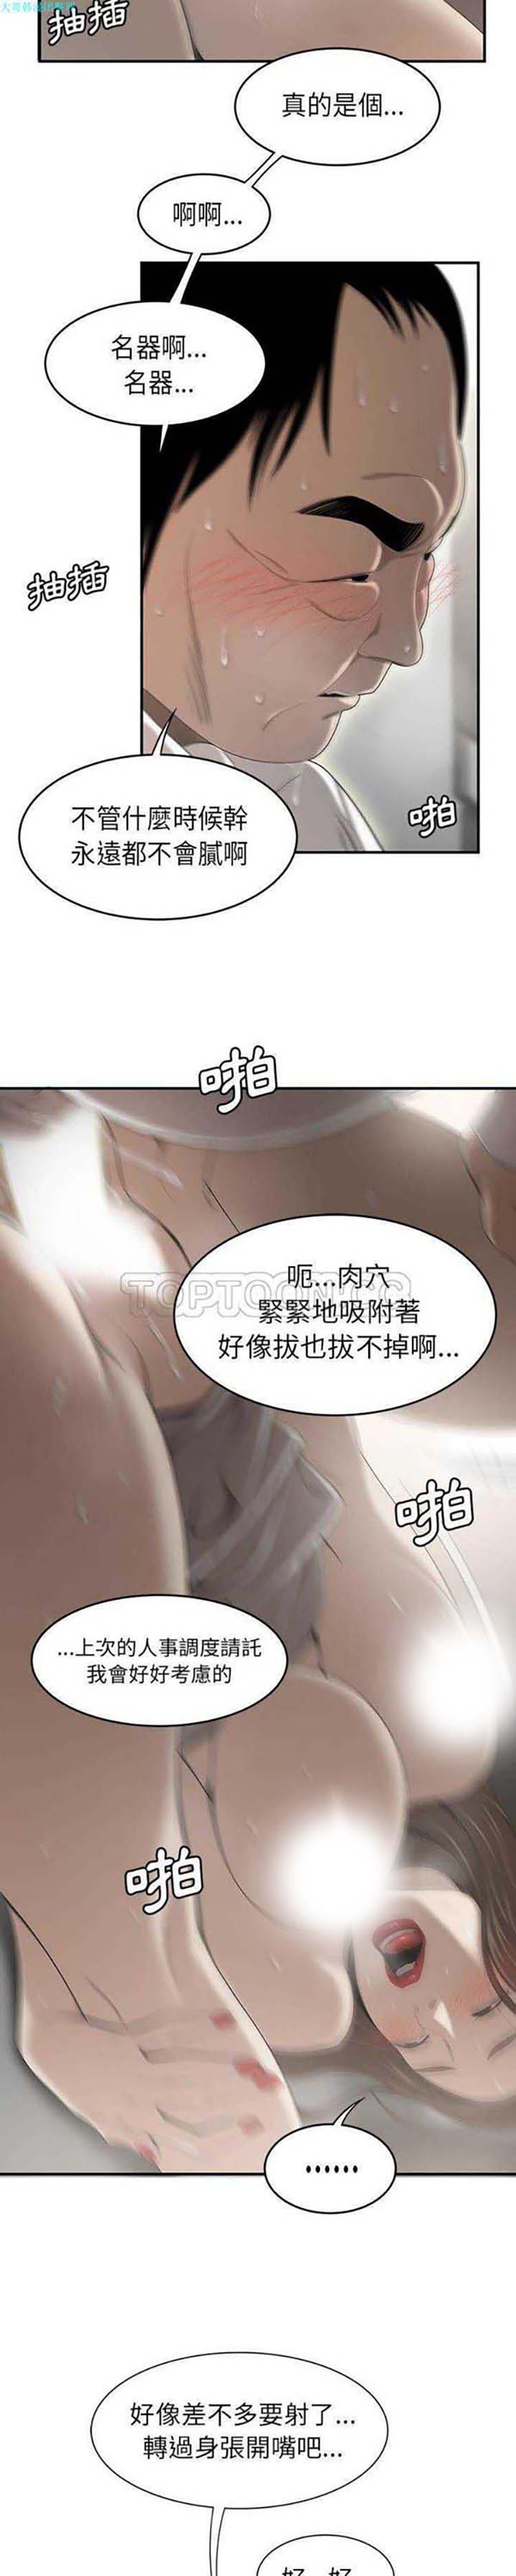 抽插
真的是個...
啊啊...
名器啊...
名器...
抽插
不管什麼時候幹
永遠都不會膩啊
啪
啪
TOPTOON.CC
呃...肉穴
緊緊地吸附著
好像拔也拔不掉啊...
啪
...上次的人事調度請託
我會好好考慮的
啪
......
好像差不多要射了...
轉過身張開嘴吧...